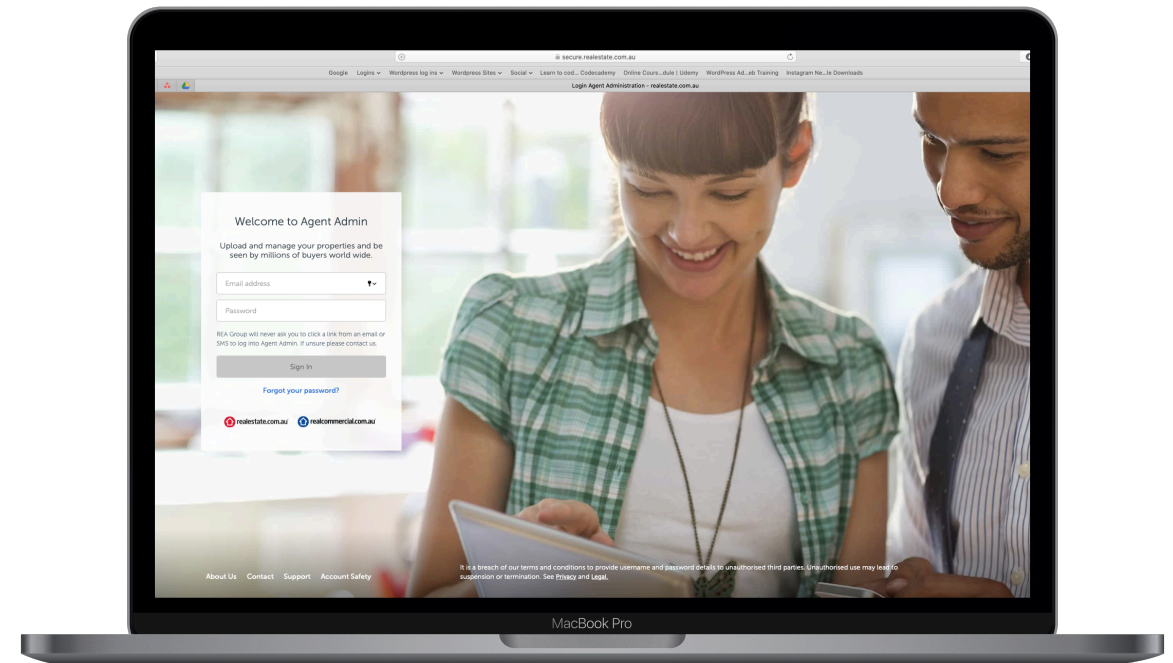 secure.realestate.com.au
Google Logins Wordpress log ins Wordpress Sites Social Learn to cod... Codecademy Online Cours...dule | Udemy WordPress Ad...eb Training Instagram Ne...le Downloads
Login Agent Administration - realestate.com.au
Welcome to Agent Admin
Upload and manage your properties and be
seen by millions of buyers world wide.
Email address
Password
REA Group will never ask you to click a link from an email or
SMS to log into Agent Admin. If unsure please contact us.
Sign In
Forgot your password?
realestate.com.au realcommercial.com.au
About Us Contact Support Account Safety
It is a breach of our terms and conditions to provide username and password details to unauthorised third parties. Unauthorised use may lead to
suspension or termination. See Privacy and Legal.
MacBook Pro